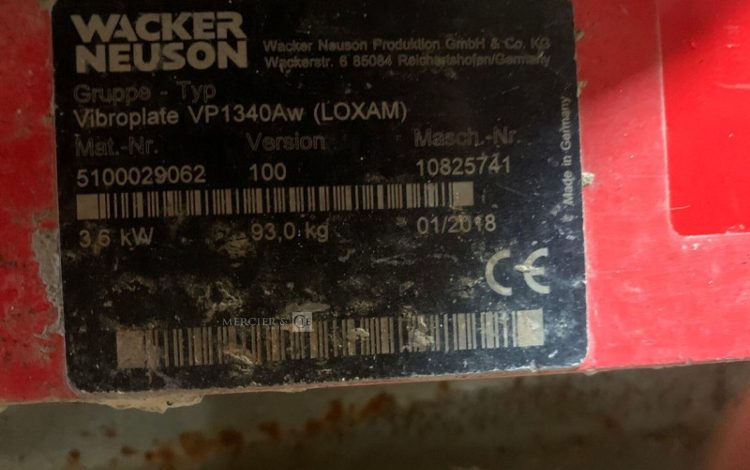 WACKER
NEUSON
Wacker Neuson Produktion GmbH & Co. KG
Wackerstr. 6 85084 Reichertshofen/Germany
Gruppe - Typ
Vibroplate VP1340Aw (LOXAM)
Mat.-Nr. Version Masch.-Nr.
5100029062 100 10825741
3,6 kW 93,0 kg 01/2018
Made in Germany
CE
MERCIER & CIE